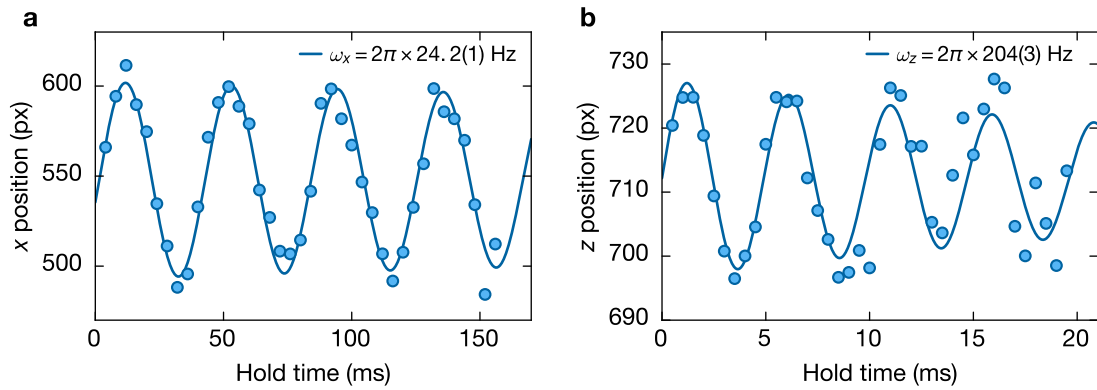 a
ωx = 2π × 24.2(1) Hz
600
550
500
x position (px)
0 50 100 150
Hold time (ms)
b
ωz = 2π × 204(3) Hz
730
720
710
700
690
z position (px)
0 5 10 15 20
Hold time (ms)